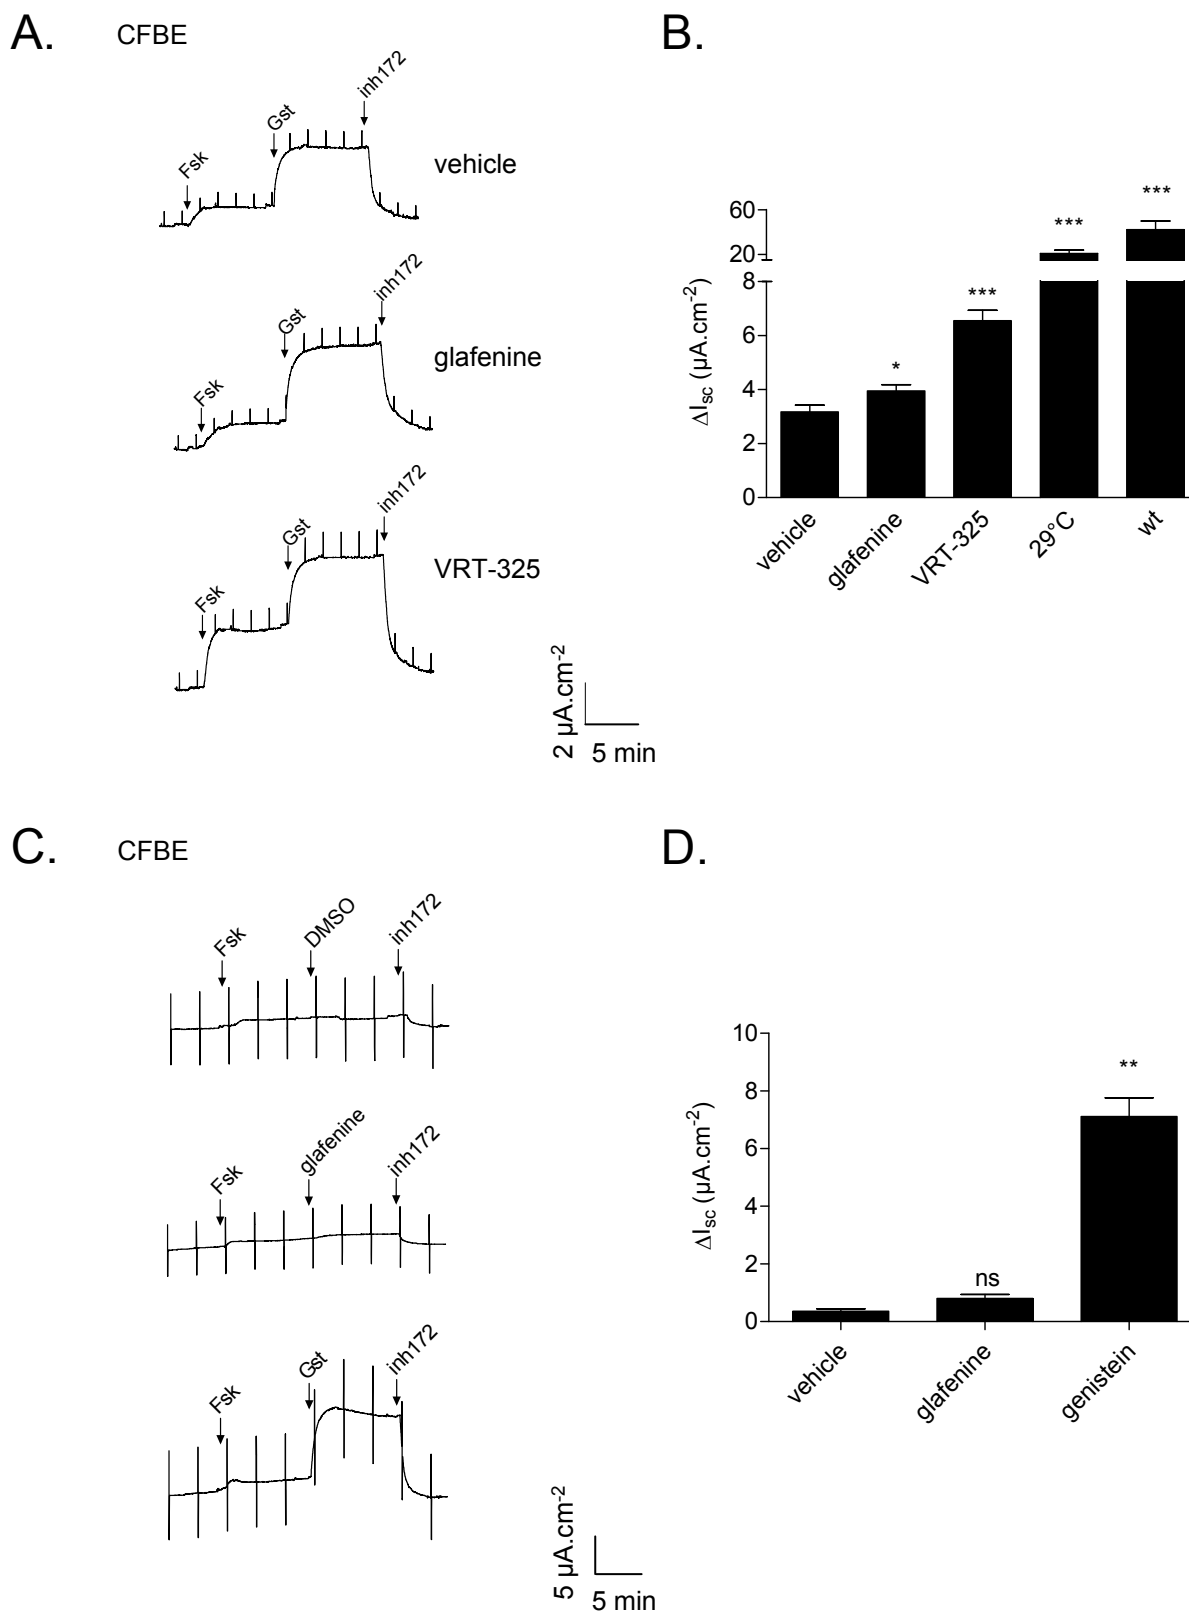 A.
CFBE
Fsk
Gst
inh172
vehicle
Fsk
Gst
inh172
glafenine
Fsk
Gst
inh172
VRT-325
2 µA.cm-2
5 min
B.
ΔIsc (µA.cm-2)
60
20
8
6
4
2
0
*
***
***
***
vehicle
glafenine
VRT-325
29°C
wt
C.
CFBE
Fsk
DMSO
inh172
Fsk
glafenine
inh172
Fsk
Gst
inh172
5 µA.cm-2
5 min
D.
ΔIsc (µA.cm-2)
10
8
6
4
2
0
ns
**
vehicle
glafenine
genistein